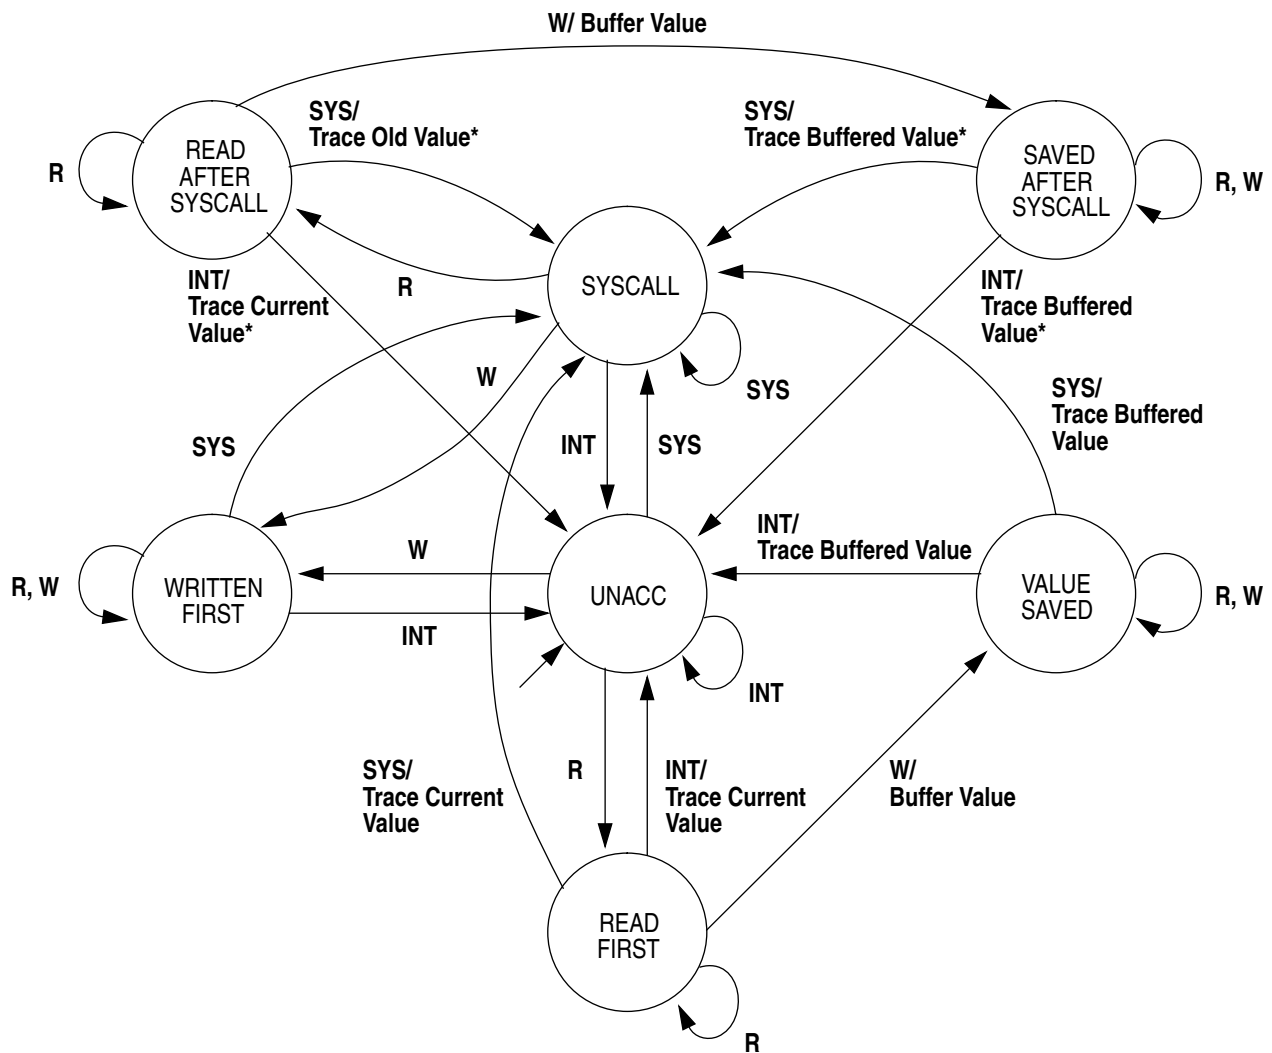 W/ Buffer Value
SYS/
Trace Old Value*
SYS/
Trace Buffered Value*
R
READ
AFTER
SYSCALL
SAVED
AFTER
SYSCALL
R, W
INT/
Trace Current
Value*
R
SYSCALL
INT/
Trace Buffered
Value*
W
SYS
SYS/
Trace Buffered
Value
SYS
INT
SYS
W
INT/
Trace Buffered Value
R, W
WRITTEN
FIRST
UNACC
VALUE
SAVED
R, W
INT
INT
SYS/
Trace Current
Value
R
INT/
Trace Current
Value
W/
Buffer Value
READ
FIRST
R